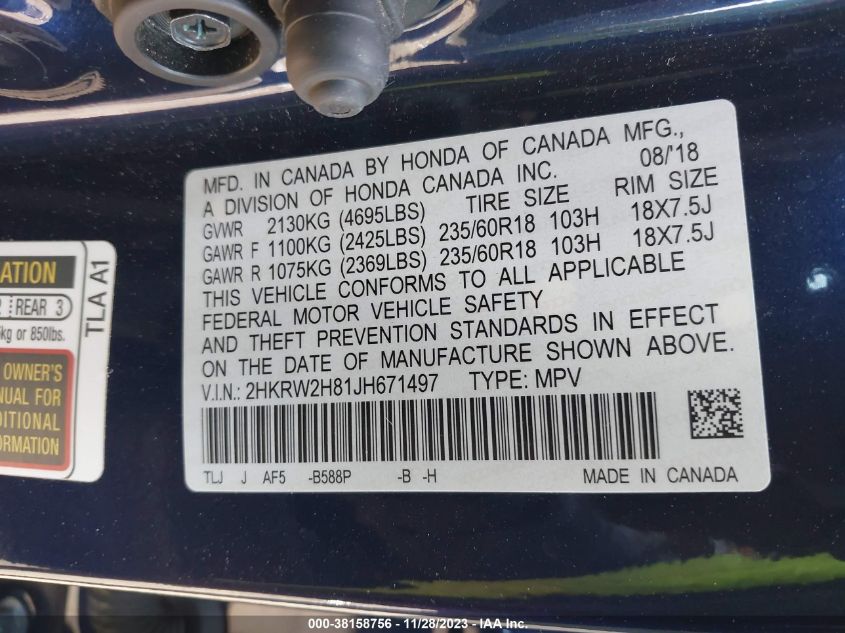 MFD. IN CANADA BY HONDA OF CANADA MFG.,
A DIVISION OF HONDA CANADA INC. 08/'18
GVWR 2130KG (4695LBS) TIRE SIZE RIM SIZE
GAWR F 1100KG (2425LBS) 235/60R18 103H 18X7.5J
GAWR R 1075KG (2369LBS) 235/60R18 103H 18X7.5J
THIS VEHICLE CONFORMS TO ALL APPLICABLE
FEDERAL MOTOR VEHICLE SAFETY
AND THEFT PREVENTION STANDARDS IN EFFECT
ON THE DATE OF MANUFACTURE SHOWN ABOVE.
V.I.N.: 2HKRW2H81JH671497 TYPE: MPV
TLJ J AF5 -B588P -B -H MADE IN CANADA
REAR 3
kg or 850lbs.
TLA A1
OWNER'S
FOR
000-38158756 - 11/28/2023 - IAA Inc.